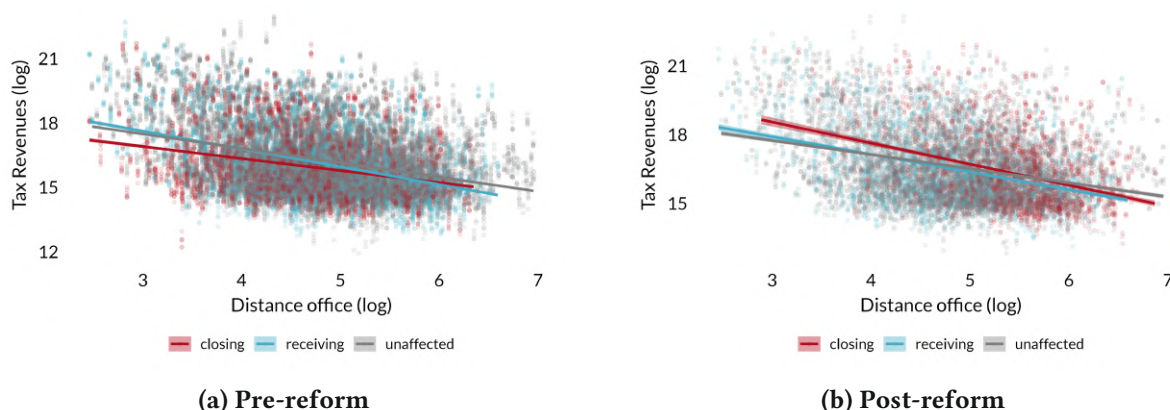 Tax Revenues (log)
21
18
15
12
3 4 5 6 7
Distance office (log)
closing receiving unaffected
(a) Pre-reform
Tax Revenues (log)
21
18
15
3 4 5 6 7
Distance office (log)
closing receiving unaffected
(b) Post-reform